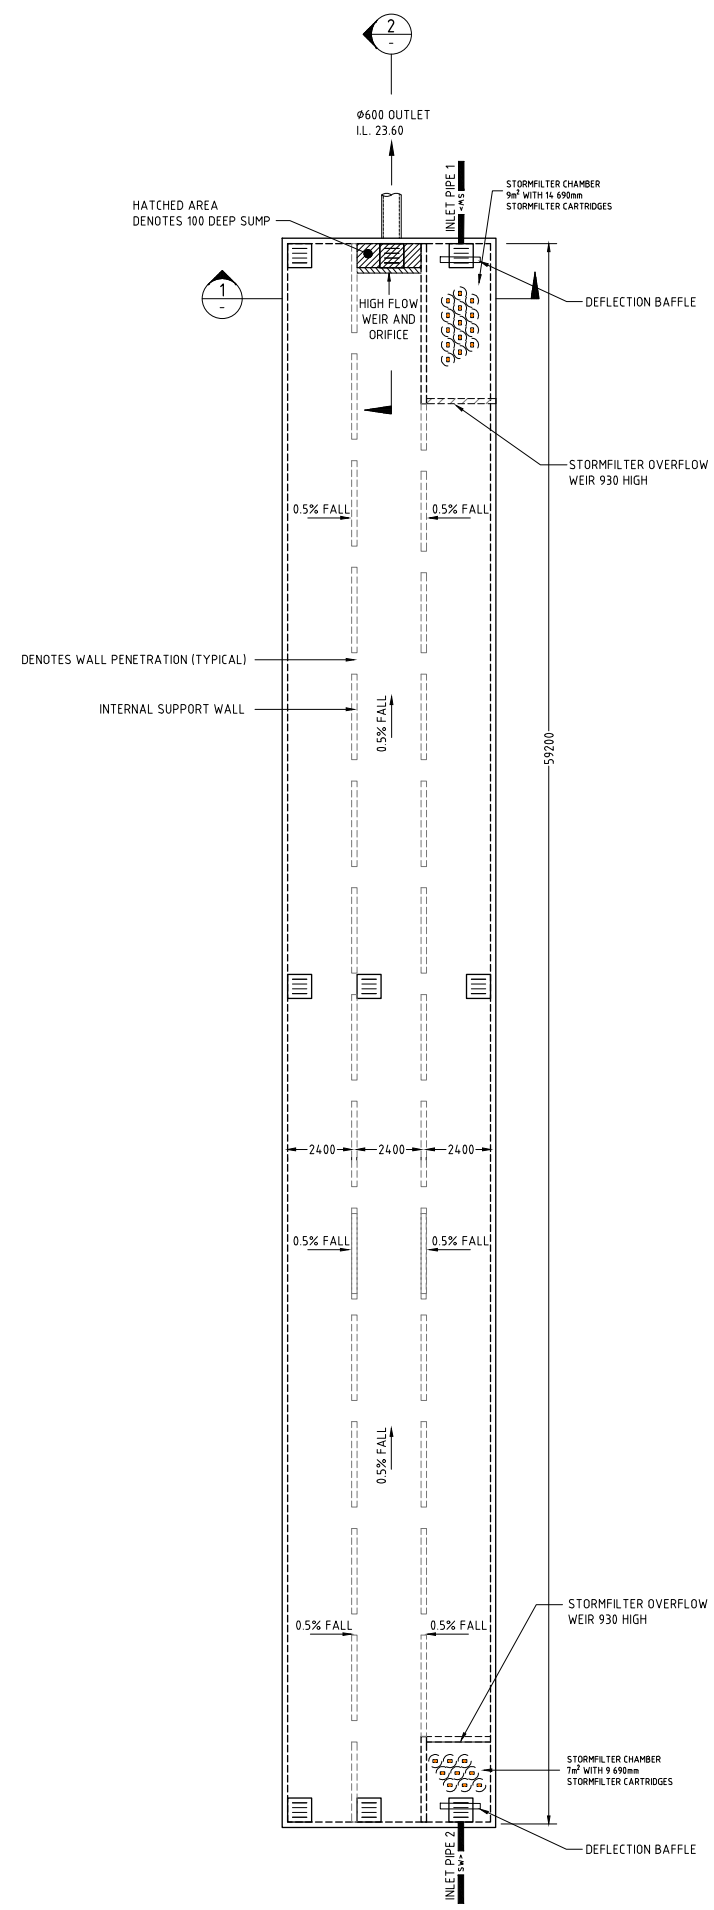 2
-
Ø600 OUTLET
I.L. 23.60
INLET PIPE 1
SW>
STORMFILTER CHAMBER
9m² WITH 14 690mm
STORMFILTER CARTRIDGES
HATCHED AREA
DENOTES 100 DEEP SUMP
1
-
HIGH FLOW
WEIR AND
ORIFICE
DEFLECTION BAFFLE
STORMFILTER OVERFLOW
WEIR 930 HIGH
0.5% FALL
0.5% FALL
DENOTES WALL PENETRATION (TYPICAL)
INTERNAL SUPPORT WALL
0.5% FALL
59200
2400
2400
2400
0.5% FALL
0.5% FALL
0.5% FALL
STORMFILTER OVERFLOW
WEIR 930 HIGH
0.5% FALL
0.5% FALL
STORMFILTER CHAMBER
7m² WITH 9 690mm
STORMFILTER CARTRIDGES
DEFLECTION BAFFLE
INLET PIPE 2
SW>